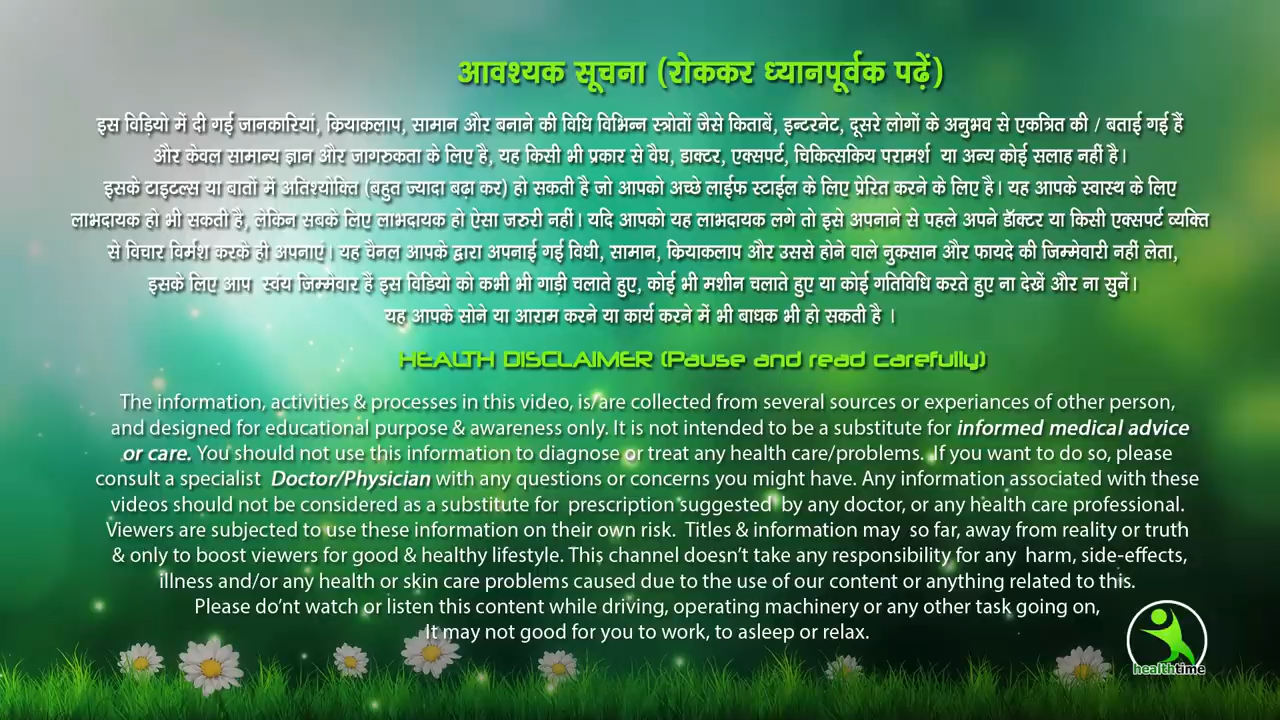 आवश्यक सूचना (रोककर ध्यानपूर्वक पढ़ें)
इस विडियो में दी गई जानकारियां, क्रियाकलाप, सामान और बनाने की विधि विभिन्न स्त्रोतों जैसे किताबें, इन्टरनेट, दूसरे लोगों के अनुभव से एकत्रित की / बताई गई हैं
और केवल सामान्य ज्ञान और जागरुकता के लिए है, यह किसी भी प्रकार से वैघ, डाक्टर, एक्सपर्ट, चिकित्सकिय परामर्श या अन्य कोई सलाह नहीं है।
इसके टाइटल्स या बातों में अतिश्योक्ति (बहुत ज्यादा बढ़ा कर) हो सकती है जो आपको अच्छे लाईफ स्टाईल के लिए प्रेरित करने के लिए है। यह आपके स्वास्थ के लिए
लाभदायक हो भी सकती है, लेकिन सबके लिए लाभदायक हो ऐसा जरुरी नहीं। यदि आपको यह लाभदायक लगे तो इसे अपनाने से पहले अपने डॉक्टर या किसी एक्सपर्ट व्यक्ति
से विचार विर्मश करके ही अपनाएं। यह चैनल आपके द्वारा अपनाई गई विधी, सामान, क्रियाकलाप और उससे होने वाले नुकसान और फायदे की जिम्मेवारी नहीं लेता,
इसके लिए आप स्वंय जिम्मेवार हैं इस विडियो को कभी भी गाड़ी चलाते हुए, कोई भी मशीन चलाते हुए या कोई गतिविधि करते हुए ना देखें और ना सुनें।
यह आपके सोने या आराम करने या कार्य करने में भी बाधक भी हो सकती है ।
HEALTH DISCLAIMER (Pause and read carefully)
The information, activities & processes in this video, is/are collected from several sources or experiances of other person,
and designed for educational purpose & awareness only. It is not intended to be a substitute for informed medical advice
or care. You should not use this information to diagnose or treat any health care/problems. If you want to do so, please
consult a specialist Doctor/Physician with any questions or concerns you might have. Any information associated with these
videos should not be considered as a substitute for prescription suggested by any doctor, or any health care professional.
Viewers are subjected to use these information on their own risk. Titles & information may so far, away from reality or truth
& only to boost viewers for good & healthy lifestyle. This channel doesn't take any responsibility for any harm, side-effects,
illness and/or any health or skin care problems caused due to the use of our content or anything related to this.
Please do'nt watch or listen this content while driving, operating machinery or any other task going on,
It may not good for you to work, to asleep or relax.
healthtime